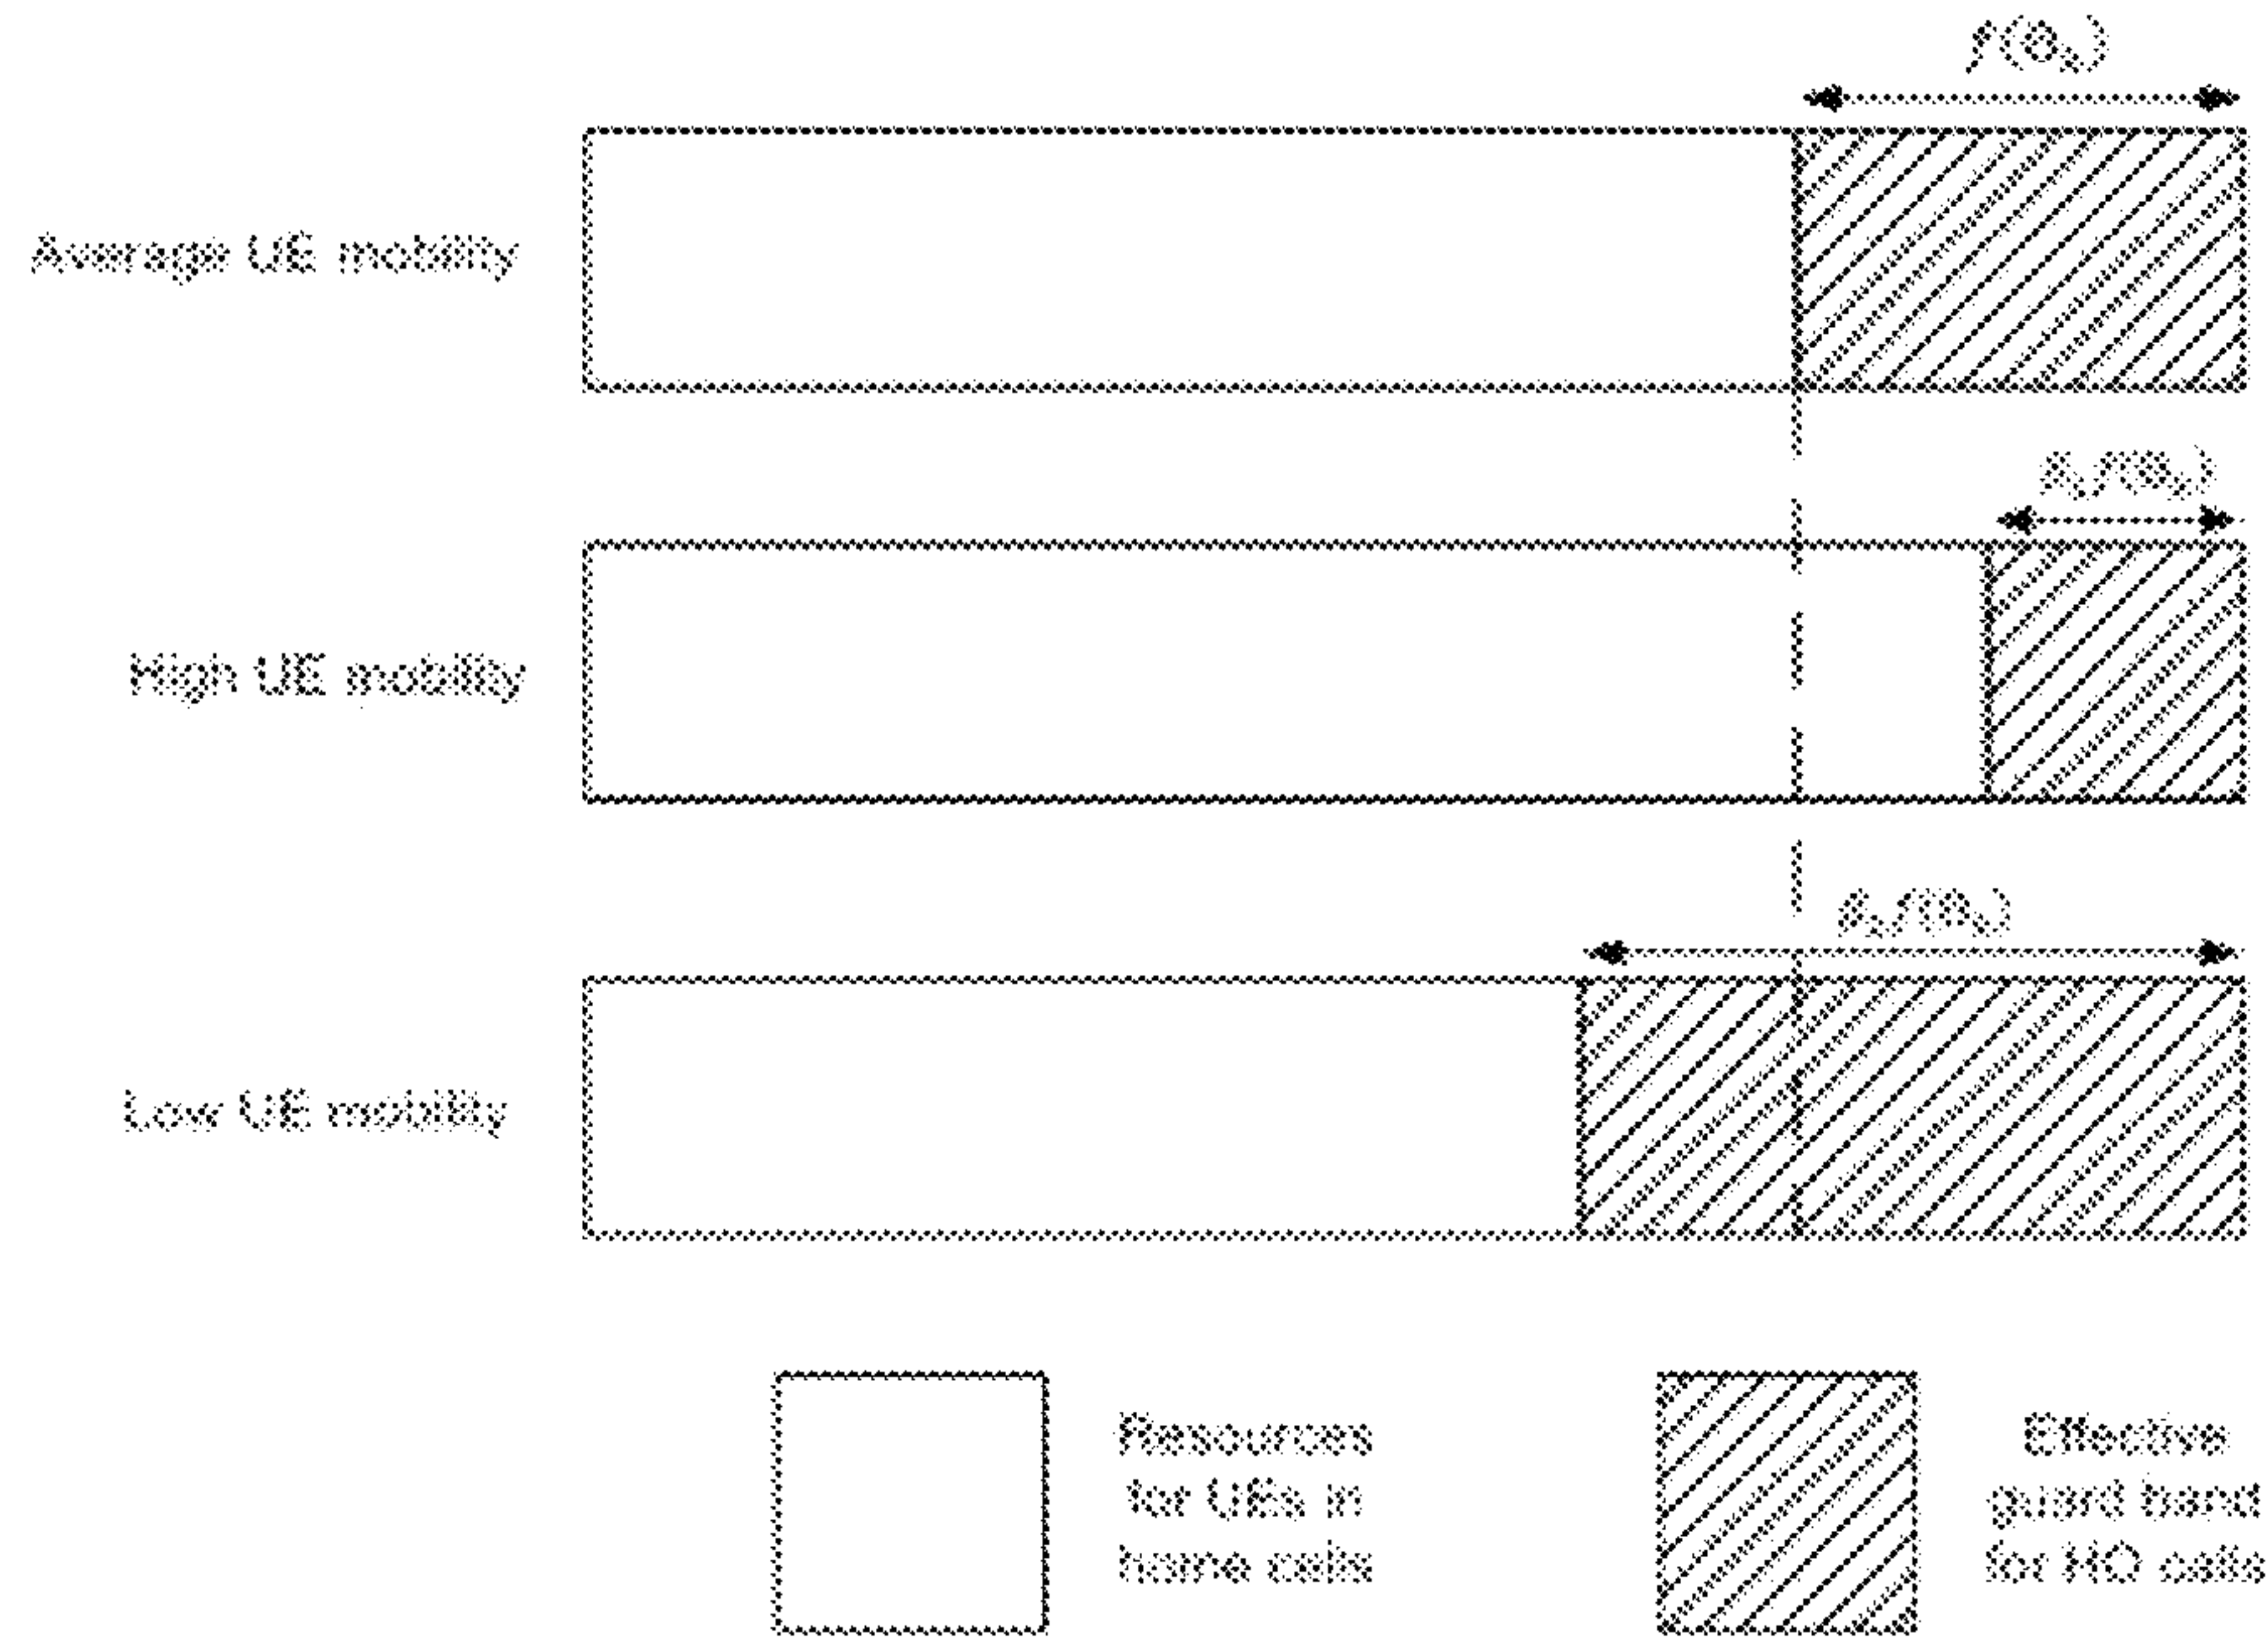 Average UE mobility
High UE mobility
Low UE mobility
Resources
for UEs in
home cells
Effective
guard band
for HO calls